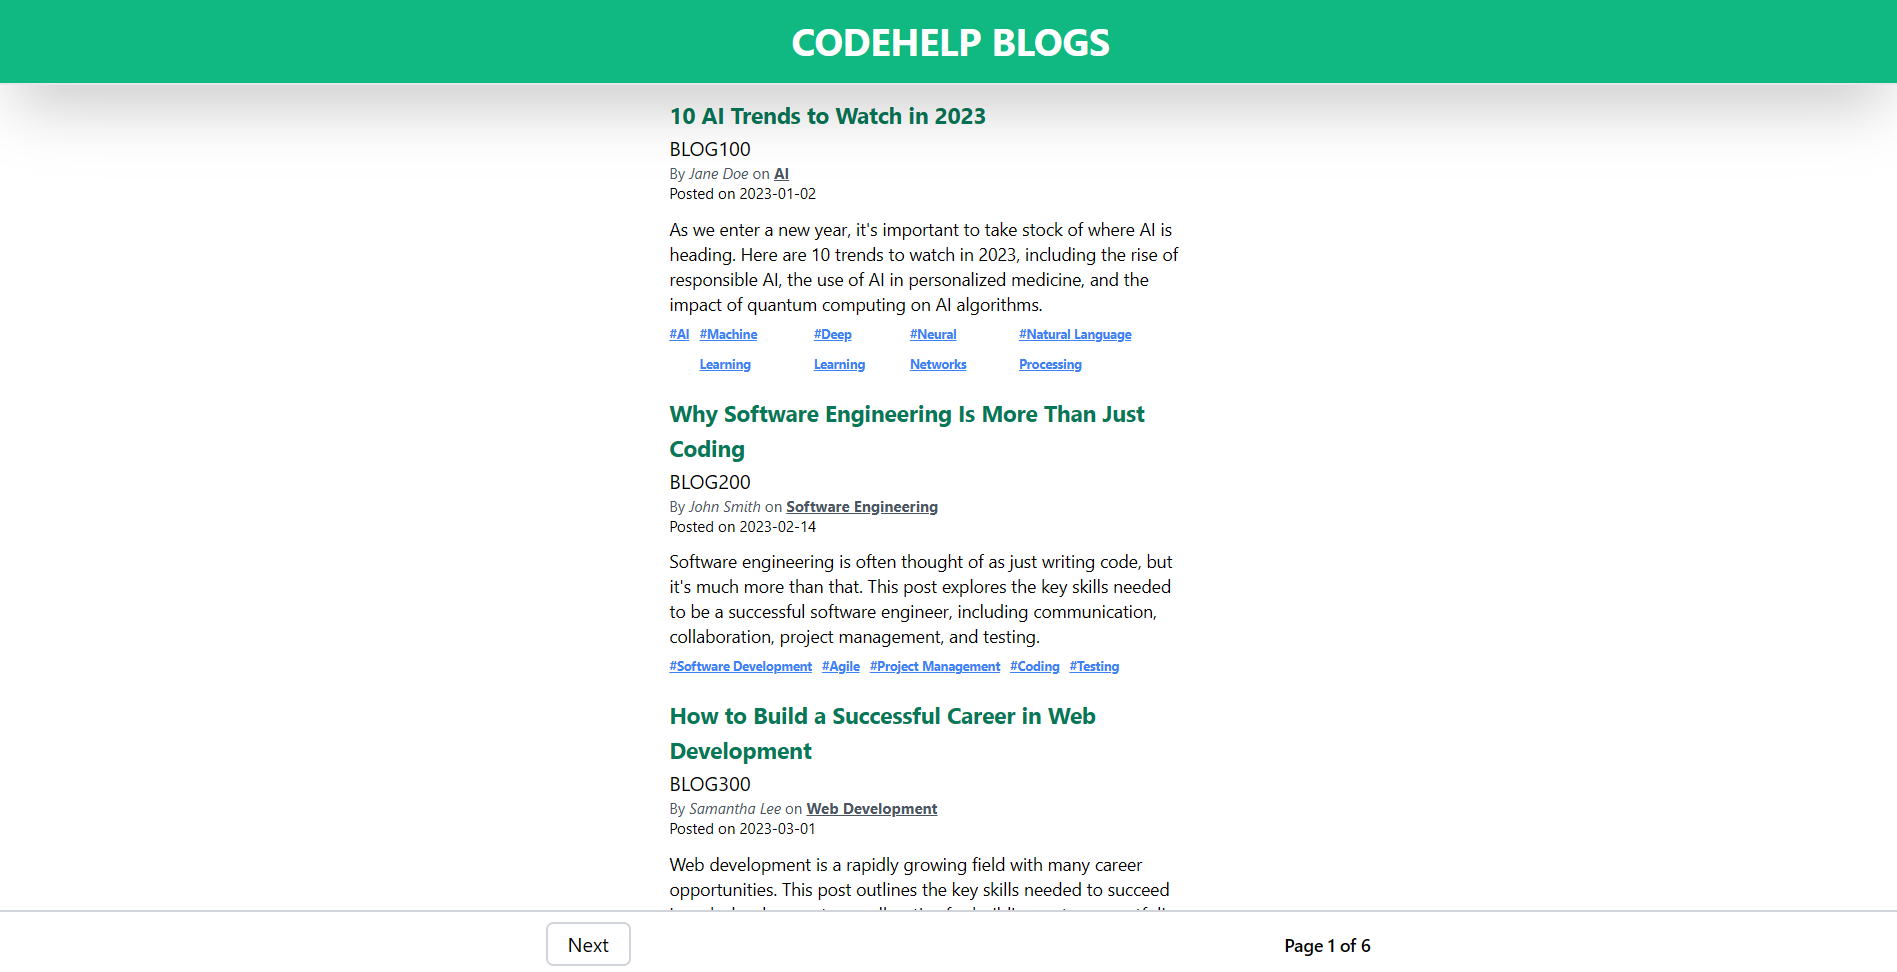 CODEHELP BLOGS
10 AI Trends to Watch in 2023
BLOG100
By Jane Doe on AI
Posted on 2023-01-02
As we enter a new year, it's important to take stock of where AI is
heading. Here are 10 trends to watch in 2023, including the rise of
responsible AI, the use of AI in personalized medicine, and the
impact of quantum computing on AI algorithms.
#AI #Machine #Deep #Neural #Natural Language
Learning Learning Networks Processing
Why Software Engineering Is More Than Just
Coding
BLOG200
By John Smith on Software Engineering
Posted on 2023-02-14
Software engineering is often thought of as just writing code, but
it's much more than that. This post explores the key skills needed
to be a successful software engineer, including communication,
collaboration, project management, and testing.
#Software Development #Agile #Project Management #Coding #Testing
How to Build a Successful Career in Web
Development
BLOG300
By Samantha Lee on Web Development
Posted on 2023-03-01
Web development is a rapidly growing field with many career
opportunities. This post outlines the key skills needed to succeed
Next
Page 1 of 6